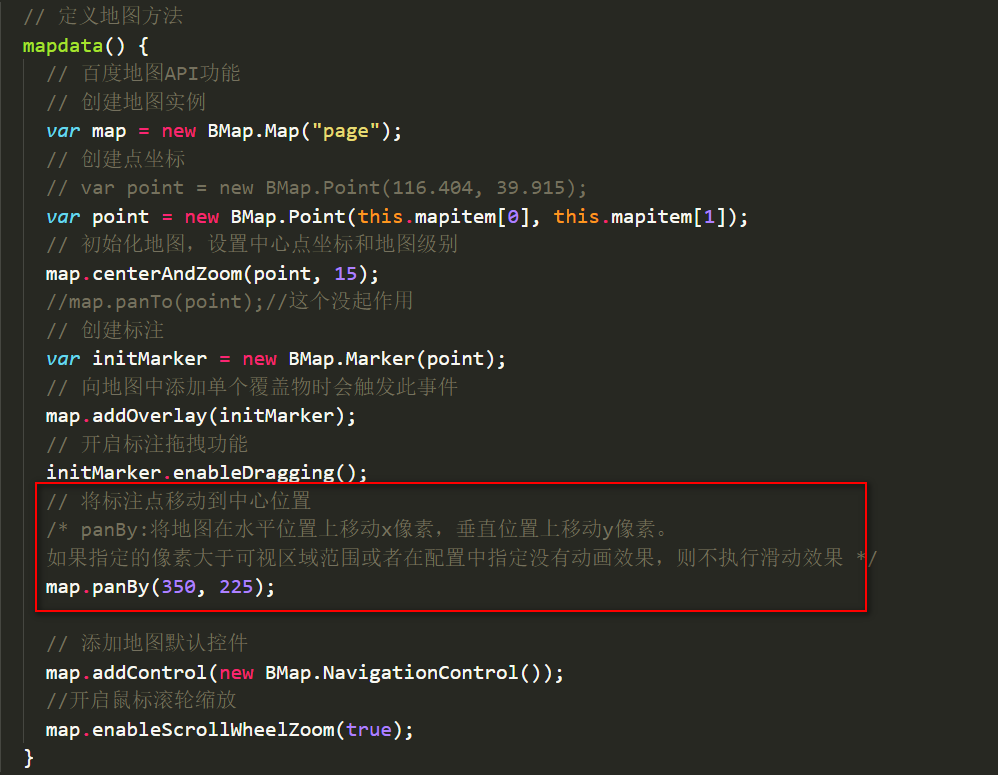 // 定义地图方法
mapdata() {
// 百度地图API功能
// 创建地图实例
var map = new BMap.Map("page");
// 创建点坐标
// var point = new BMap.Point(116.404, 39.915);
var point = new BMap.Point(this.mapitem[0], this.mapitem[1]);
// 初始化地图，设置中心点坐标和地图级别
map.centerAndZoom(point, 15);
//map.panTo(point);//这个没起作用
// 创建标注
var initMarker = new BMap.Marker(point);
// 向地图中添加单个覆盖物时会触发此事件
map.addOverlay(initMarker);
// 开启标注拖拽功能
initMarker.enableDragging();
// 将标注点移动到中心位置
/* panBy:将地图在水平位置上移动x像素，垂直位置上移动y像素。
如果指定的像素大于可视区域范围或者在配置中指定没有动画效果，则不执行滑动效果 */
map.panBy(350, 225);
// 添加地图默认控件
map.addControl(new BMap.NavigationControl());
//开启鼠标滚轮缩放
map.enableScrollWheelZoom(true);
}